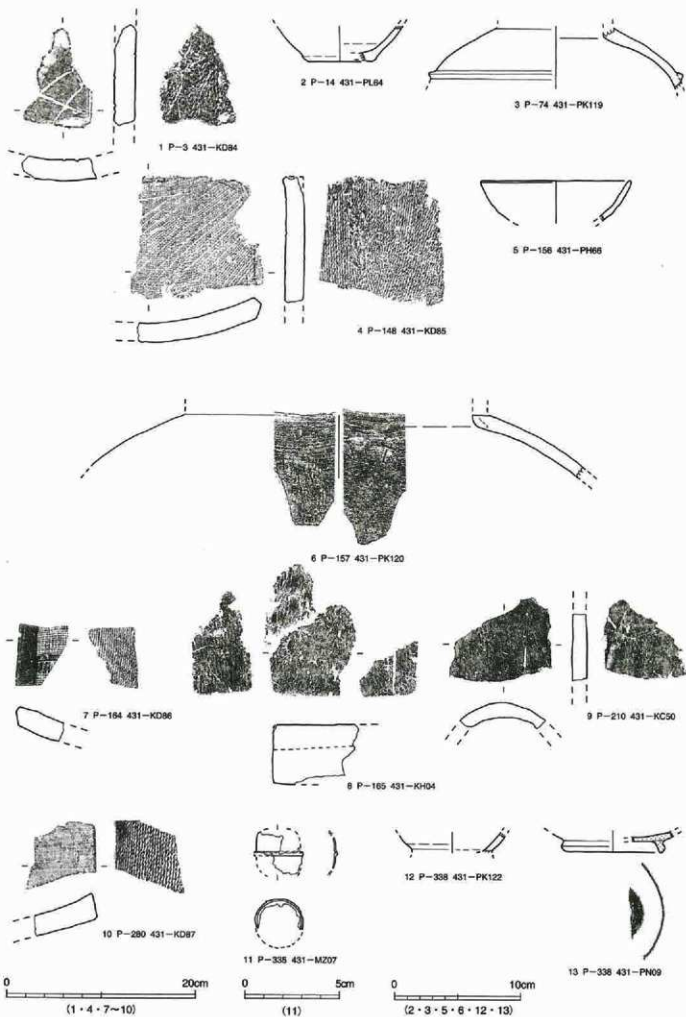 1 P-3 431-KD84
2 P-14 431-PL64
3 P-74 431-PK119
4 P-148 431-KD85
5 P-156 431-PH66
6 P-157 431-PK120
7 P-184 431-KD86
8 P-165 431-KH04
9 P-210 431-KC50
10 P-280 431-KD87
11 P-338 431-MZ07
12 P-338 431-PK122
13 P-338 431-PN09
0 20cm
(1・4・7~10)
0 5cm
(11)
0 10cm
(2・3・5・6・12・13)